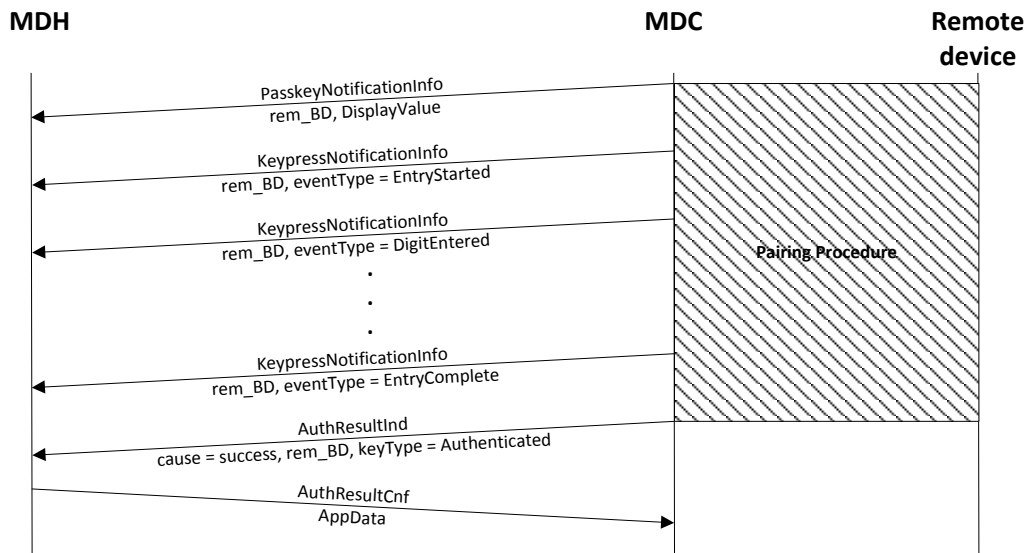 MDH
MDC
Remote
device
PasskeyNotificationInfo
rem_BD, DisplayValue
KeypressNotificationInfo
rem_BD, eventType = EntryStarted
KeypressNotificationInfo
rem_BD, eventType = DigitEntered
Pairing Procedure
.
.
.
KeypressNotificationInfo
rem_BD, eventType = EntryComplete
AuthResultInd
cause = success, rem_BD, keyType = Authenticated
AuthResultCnf
AppData